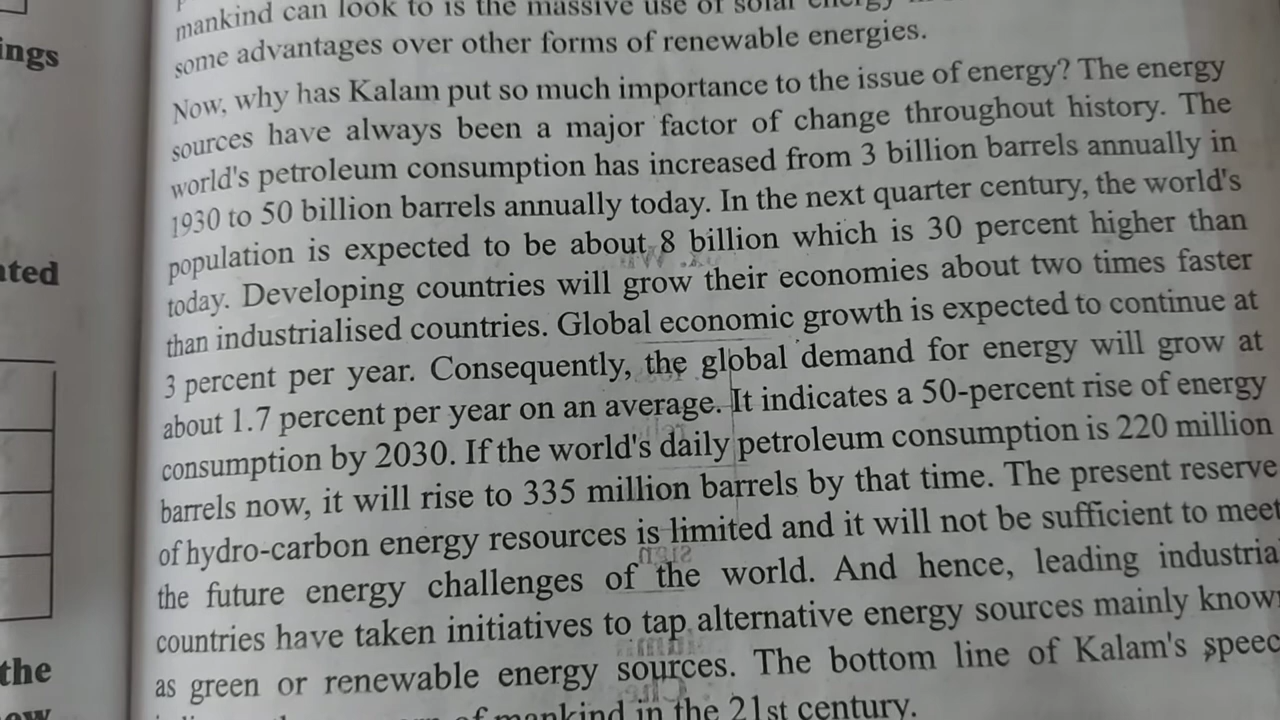 ings
ated
the
mankind can look to is the massive use of solar energy
some advantages over other forms of renewable energies.
Now, why has Kalam put so much importance to the issue of energy? The energy
sources have always been a major factor of change throughout history. The
world's petroleum consumption has increased from 3 billion barrels annually in
1930 to 50 billion barrels annually today. In the next quarter century, the world's
population is expected to be about 8 billion which is 30 percent higher than
today. Developing countries will grow their economies about two times faster
than industrialised countries. Global economic growth is expected to continue at
3 percent per year. Consequently, the global demand for energy will grow at
about 1.7 percent per year on an average. It indicates a 50-percent rise of energy
consumption by 2030. If the world's daily petroleum consumption is 220 million
barrels now, it will rise to 335 million barrels by that time. The present reserve
of hydro-carbon energy resources is limited and it will not be sufficient to meet
the future energy challenges of the world. And hence, leading industria
countries have taken initiatives to tap alternative energy sources mainly know
as green or renewable energy sources. The bottom line of Kalam's speec
of mankind in the 21st century.